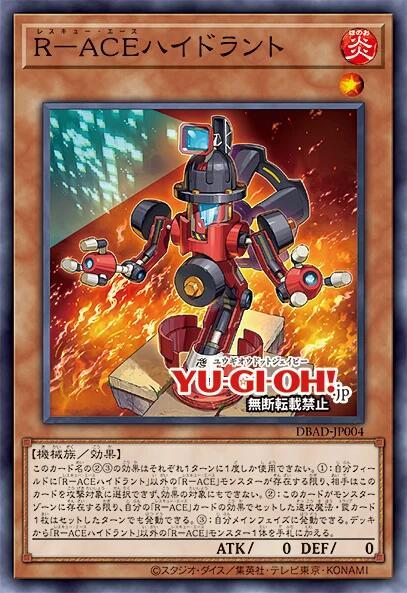 レスキュー・エース
R-ACEハイドラント
ほのお
炎
ユウギオウドットジェイピー
YU-GI-OH!.jp
無断転載禁止
DBAD-JP004
【機械族／効果】
このカード名の②③の効果はそれぞれ1ターンに1度しか使用できない。①：自分フィー
ルドに「R-ACEハイドラント」以外の「R-ACE」モンスターが存在する限り、相手はこ
のカードを攻撃対象に選択できず、効果の対象にもできない。②：このカードがモンスター
ゾーンに存在する限り、自分の「R-ACE」カードの効果でセットした速攻魔法・罠カード
1枚はセットしたターンでも発動できる。③：自分メインフェイズに発動できる。デッキ
から「R-ACEハイドラント」以外の「R-ACE」モンスター1体を手札に加える。
ATK／ 0 DEF／ 0
©スタジオ・ダイス／集英社・テレビ東京・KONAMI